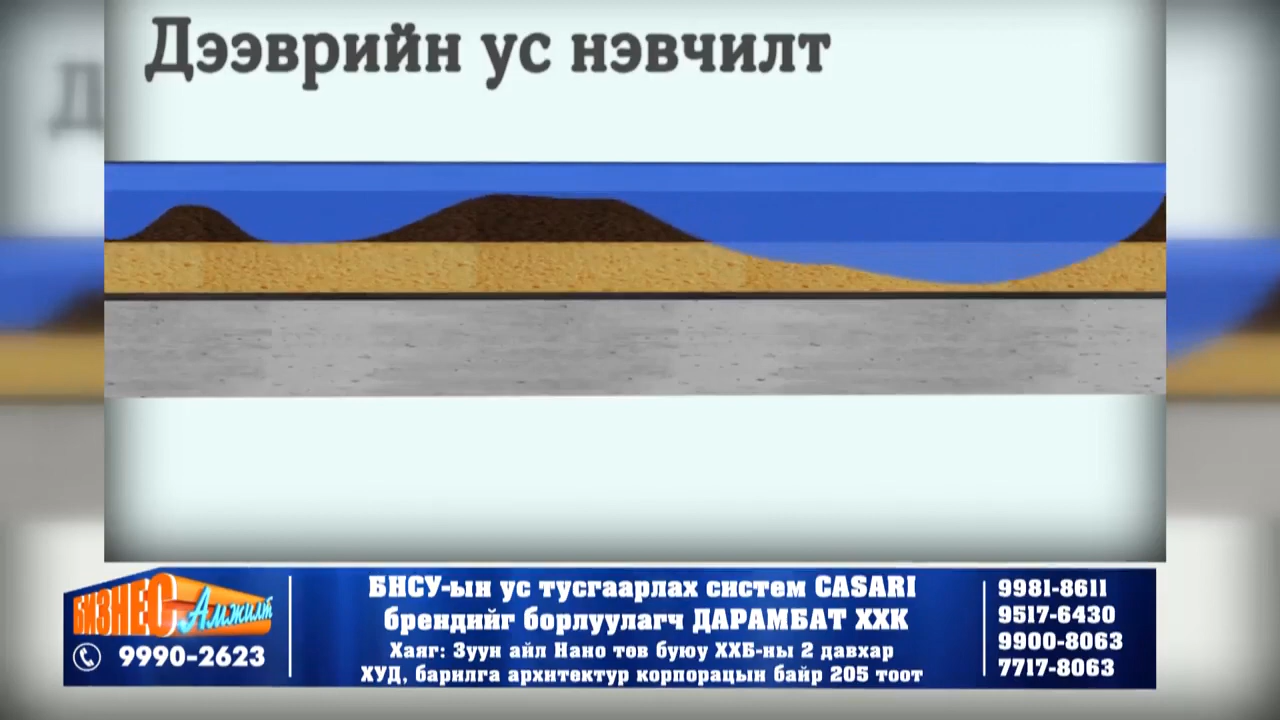 Дээврийн ус нэвчилт
БИЗНЕС Амжилт
9990-2623
БНСУ-ын ус тусгаарлах систем CASARI
брендийг борлуулагч ДАРАМБАТ ХХК
Хаяг: Зуун айл Нано төв буюу ХХБ-ны 2 давхар
ХУД, барилга архитектур корпорацын байр 205 тоот
9981-8611
9517-6430
9900-8063
7717-8063